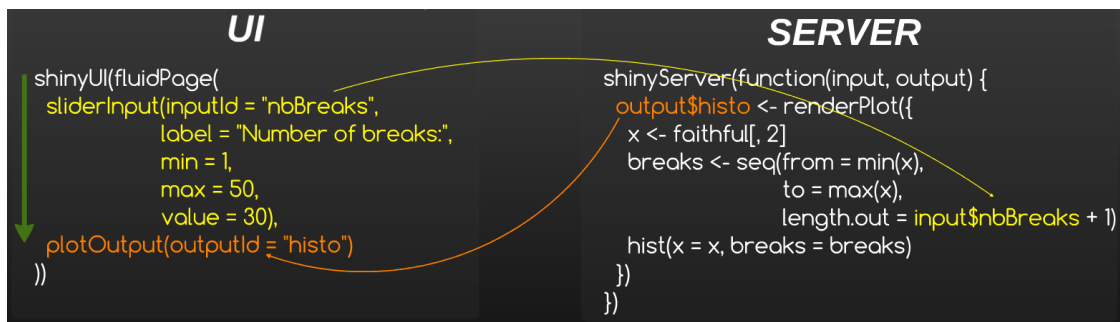 UI
shinyUI(fluidPage(
sliderInput(inputId = "nbBreaks",
label = "Number of breaks:",
min = 1,
max = 50,
value = 30),
plotOutput(outputId = "histo")
))
SERVER
shinyServer(function(input, output) {
output$histo <- renderPlot({
x <- faithful[, 2]
breaks <- seq(from = min(x),
to = max(x),
length.out = input$nbBreaks + 1)
hist(x = x, breaks = breaks)
})
})